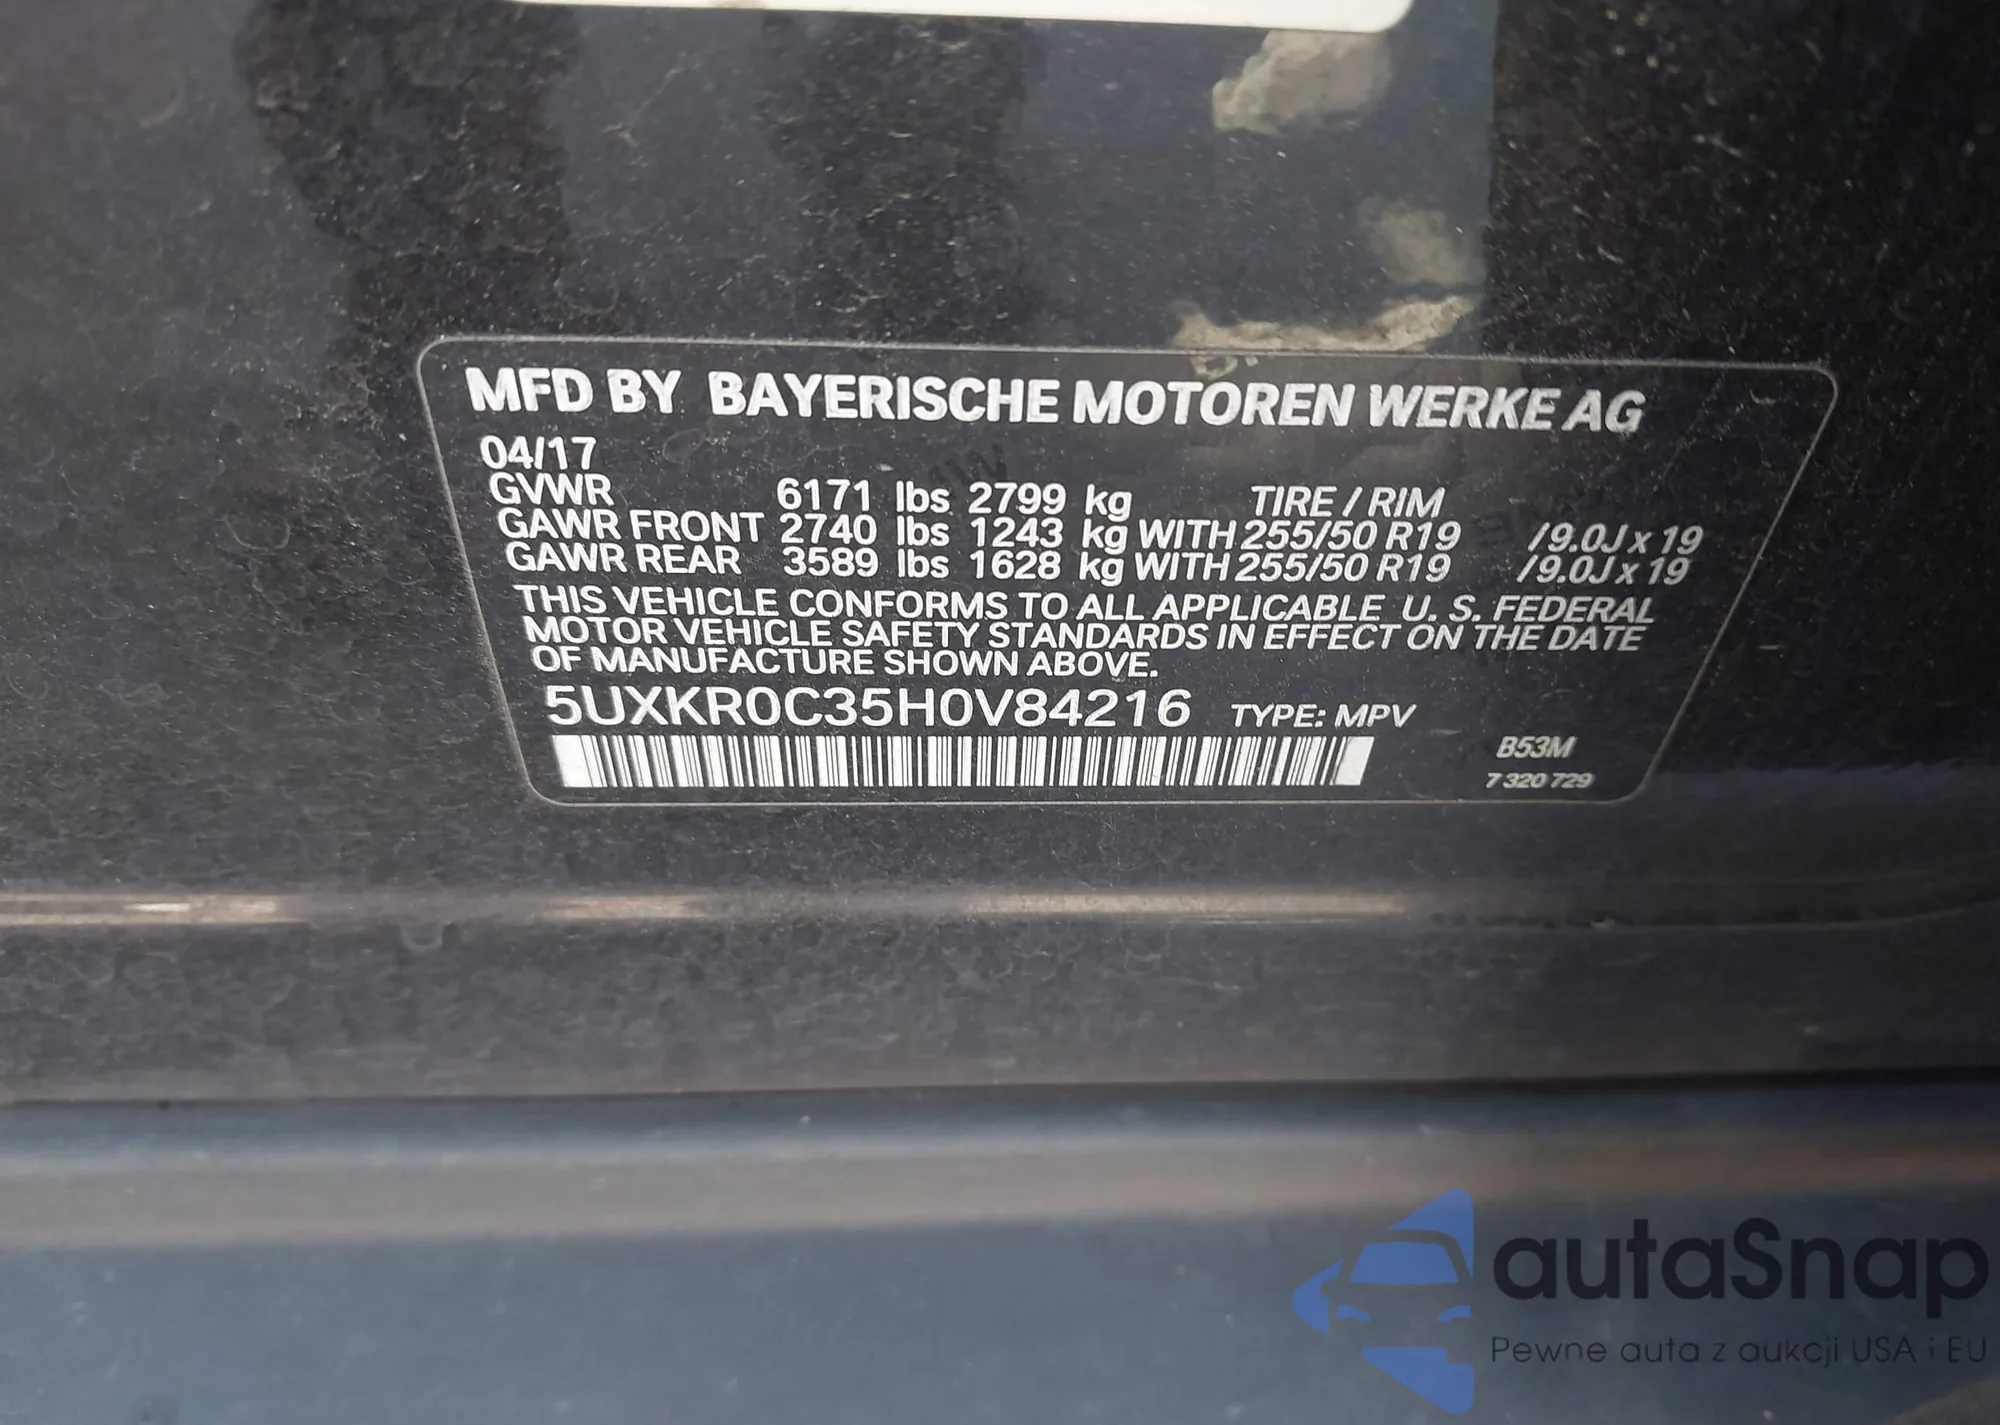 MFD BY BAYERISCHE MOTOREN WERKE AG
04/17
GVWR 6171 lbs 2799 kg TIRE / RIM
GAWR FRONT 2740 lbs 1243 kg WITH 255/50 R19 /9.0J x 19
GAWR REAR 3589 lbs 1628 kg WITH 255/50 R19 /9.0J x 19
THIS VEHICLE CONFORMS TO ALL APPLICABLE U. S. FEDERAL
MOTOR VEHICLE SAFETY STANDARDS IN EFFECT ON THE DATE
OF MANUFACTURE SHOWN ABOVE.
5UXKR0C35H0V84216 TYPE: MPV
B53M
7 320 729
autaSnap
Pewne auta z aukcji USA i EU